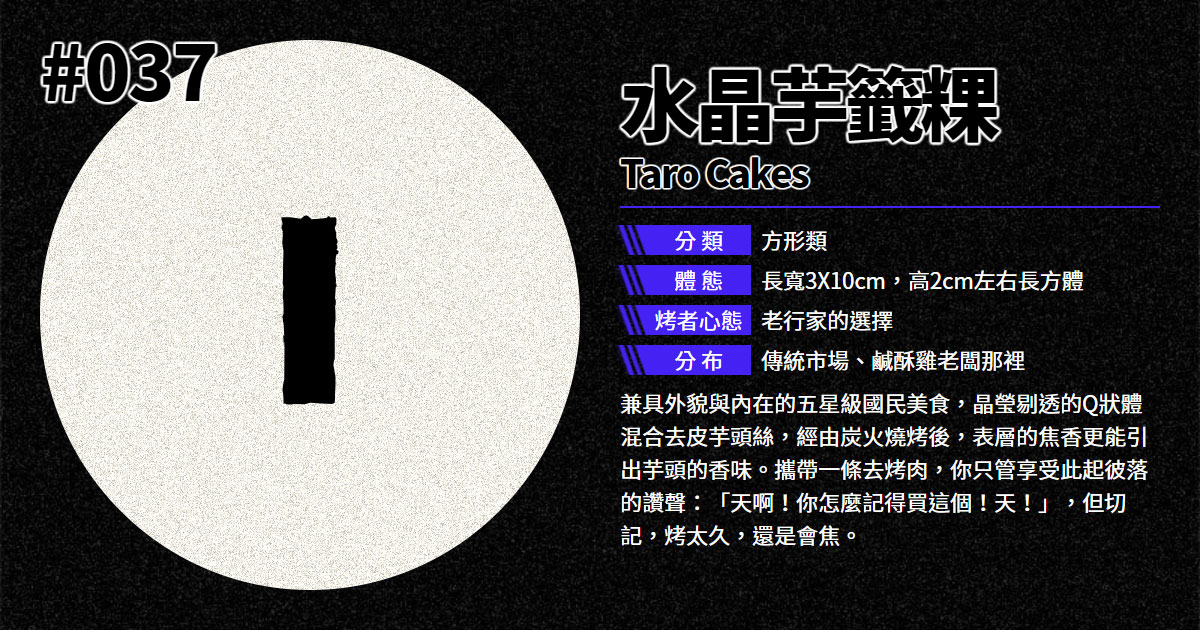 #037
水晶芋籤粿
Taro Cakes
分類 方形類
體態 長寬3X10cm，高2cm左右長方體
烤者心態 老行家的選擇
分布 傳統市場、鹹酥雞老闆那裡
兼具外貌與內在的五星級國民美食，晶瑩剔透的Q狀體
混合去皮芋頭絲，經由炭火燒烤後，表層的焦香更能引
出芋頭的香味。攜帶一條去烤肉，你只管享受此起彼落
的讚聲：「天啊！你怎麼記得買這個！天！」，但切
記，烤太久，還是會焦。